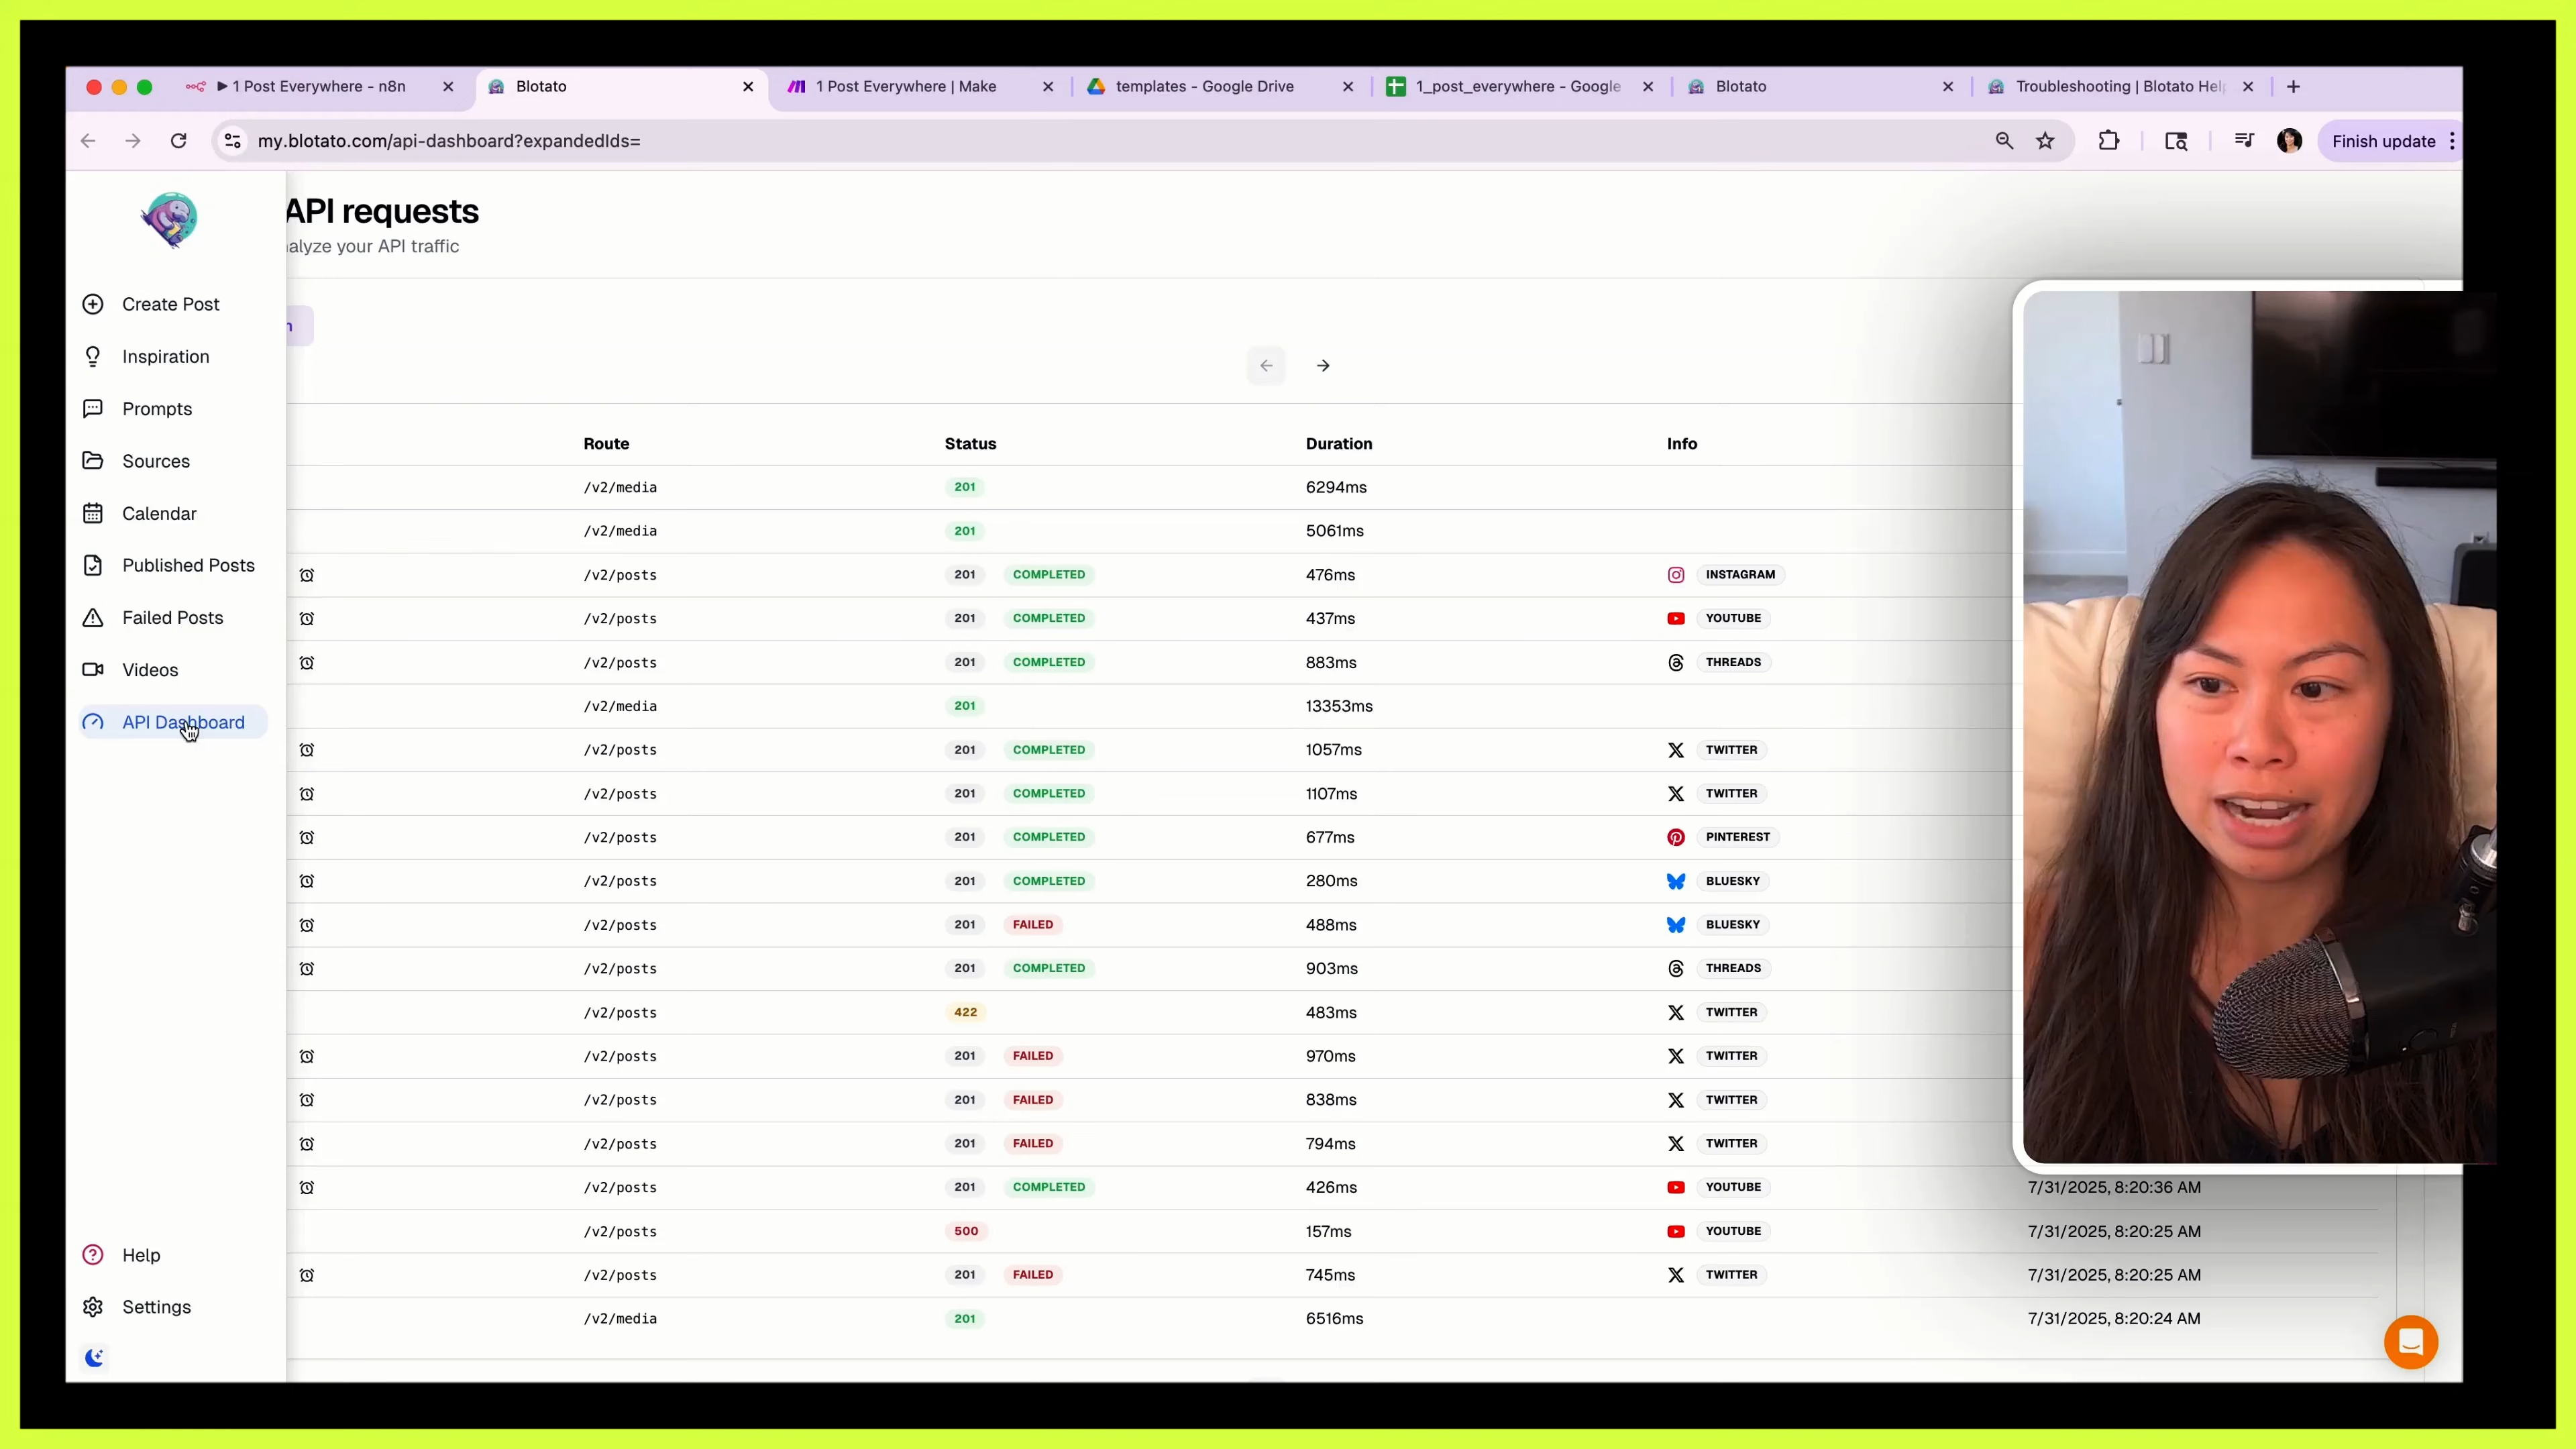 1 Post Everywhere - n8n
Blotato
1 Post Everywhere | Make
templates - Google Drive
1_post_everywhere - Google
Blotato
Troubleshooting | Blotato Hel
my.blotato.com/api-dashboard?expandedIds=
Finish update
API requests
alyze your API traffic
Create Post
Inspiration
Prompts
Sources
Calendar
Published Posts
Failed Posts
Videos
API Dashboard
Help
Settings
n
Route Status Duration Info
/v2/media 201 6294ms
/v2/media 201 5061ms
/v2/posts 201 COMPLETED 476ms INSTAGRAM
/v2/posts 201 COMPLETED 437ms YOUTUBE
/v2/posts 201 COMPLETED 883ms THREADS
/v2/media 201 13353ms
/v2/posts 201 COMPLETED 1057ms TWITTER
/v2/posts 201 COMPLETED 1107ms TWITTER
/v2/posts 201 COMPLETED 677ms PINTEREST
/v2/posts 201 COMPLETED 280ms BLUESKY
/v2/posts 201 FAILED 488ms BLUESKY
/v2/posts 201 COMPLETED 903ms THREADS
/v2/posts 422 483ms TWITTER
/v2/posts 201 FAILED 970ms TWITTER
/v2/posts 201 FAILED 838ms TWITTER
/v2/posts 201 FAILED 794ms TWITTER
/v2/posts 201 COMPLETED 426ms YOUTUBE 7/31/2025, 8:20:36 AM
/v2/posts 500 157ms YOUTUBE 7/31/2025, 8:20:25 AM
/v2/posts 201 FAILED 745ms TWITTER 7/31/2025, 8:20:25 AM
/v2/media 201 6516ms 7/31/2025, 8:20:24 AM